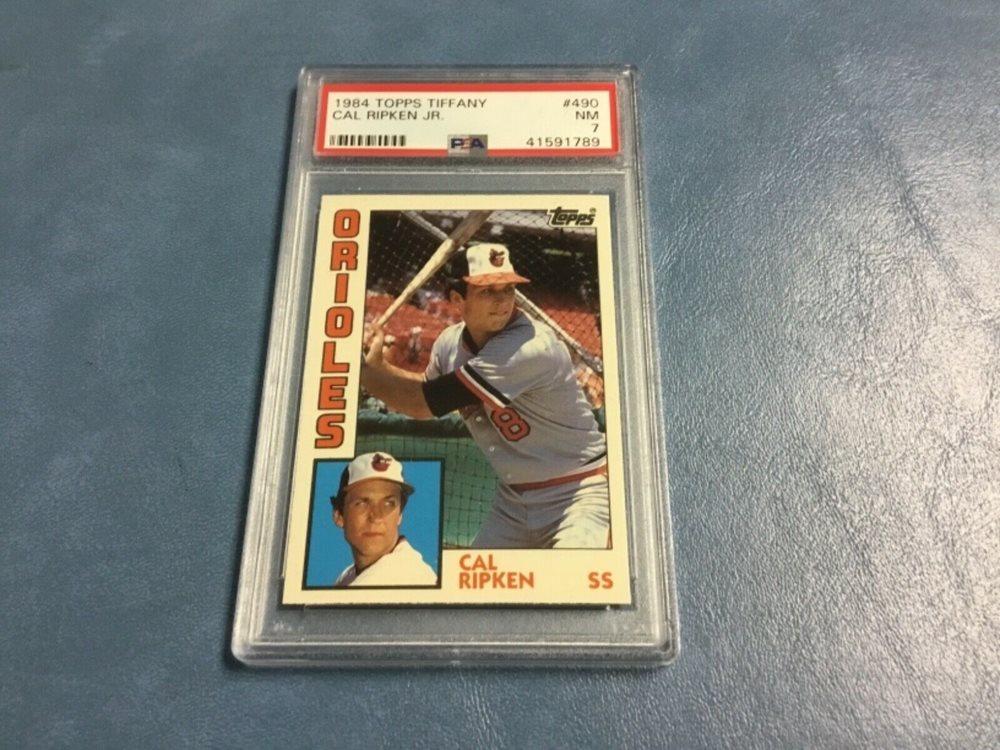 1984 TOPPS TIFFANY #490
CAL RIPKEN JR. NM
7
PSA 41591789
ORIOLES
topps®
8
CAL
RIPKEN SS